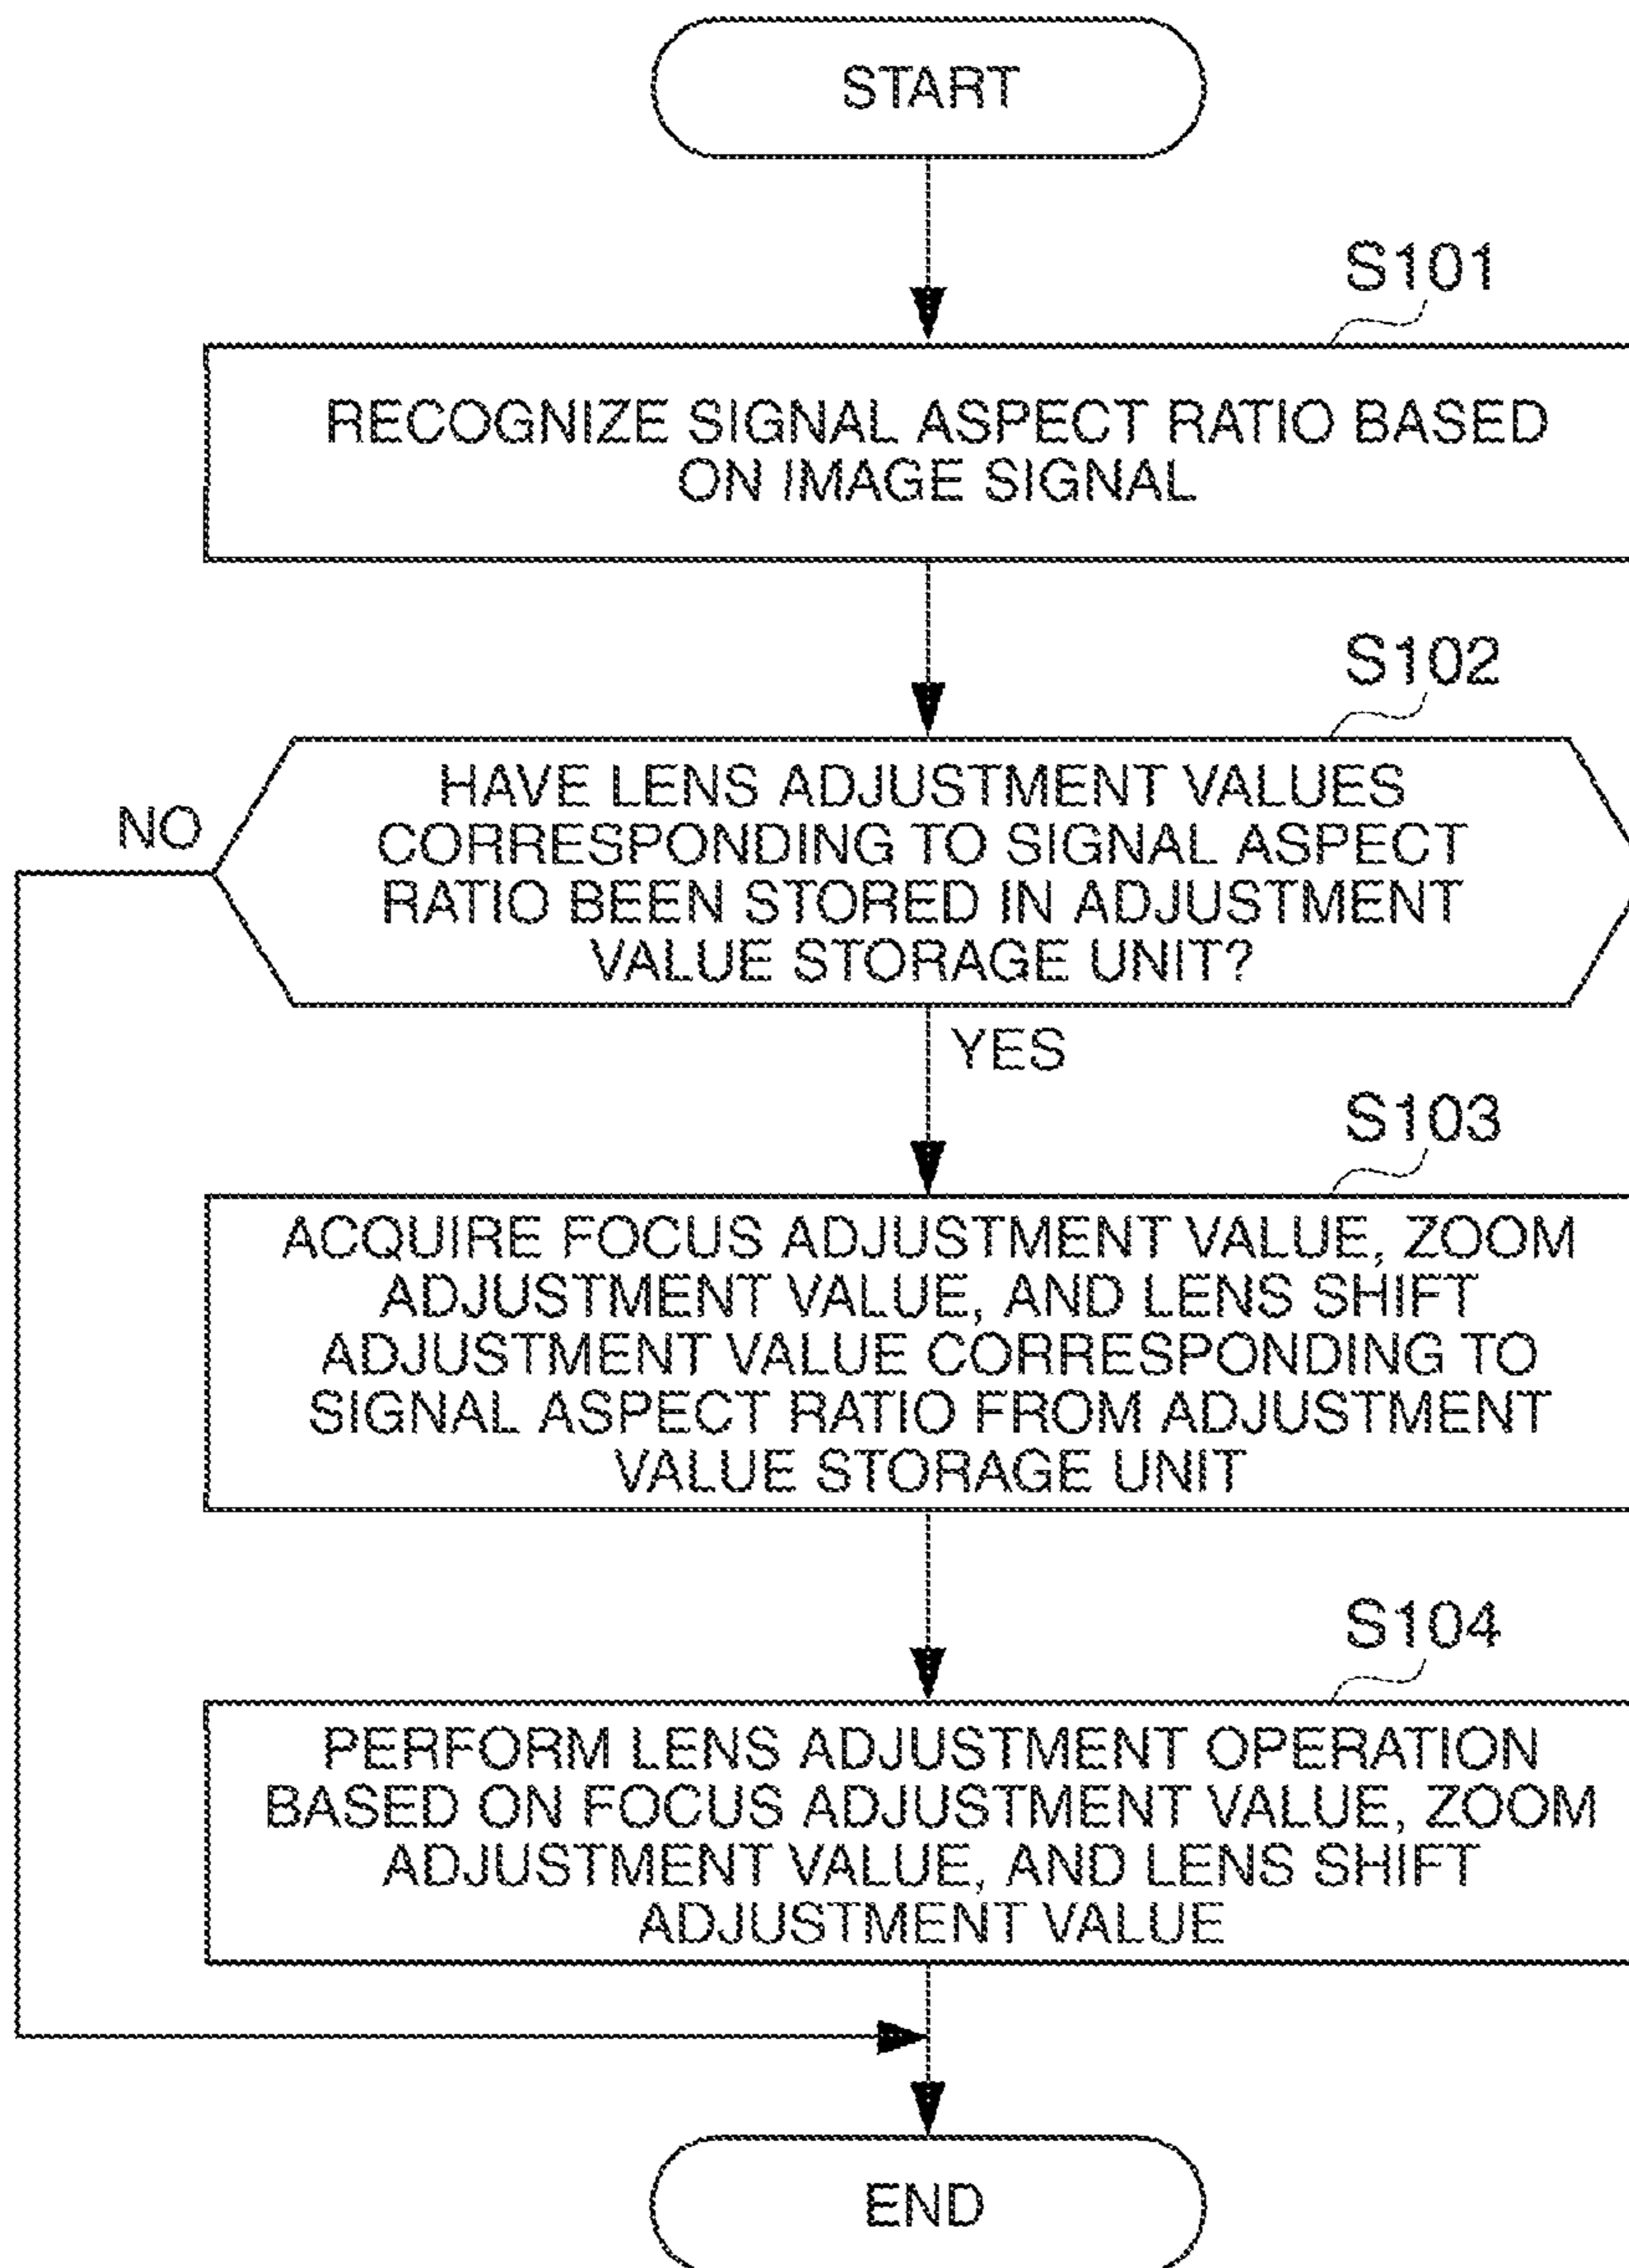 START
S101
RECOGNIZE SIGNAL ASPECT RATIO BASED
ON IMAGE SIGNAL
S102
HAVE LENS ADJUSTMENT VALUES
CORRESPONDING TO SIGNAL ASPECT
RATIO BEEN STORED IN ADJUSTMENT
VALUE STORAGE UNIT?
NO
YES
S103
ACQUIRE FOCUS ADJUSTMENT VALUE, ZOOM
ADJUSTMENT VALUE, AND LENS SHIFT
ADJUSTMENT VALUE CORRESPONDING TO
SIGNAL ASPECT RATIO FROM ADJUSTMENT
VALUE STORAGE UNIT
S104
PERFORM LENS ADJUSTMENT OPERATION
BASED ON FOCUS ADJUSTMENT VALUE, ZOOM
ADJUSTMENT VALUE, AND LENS SHIFT
ADJUSTMENT VALUE
END